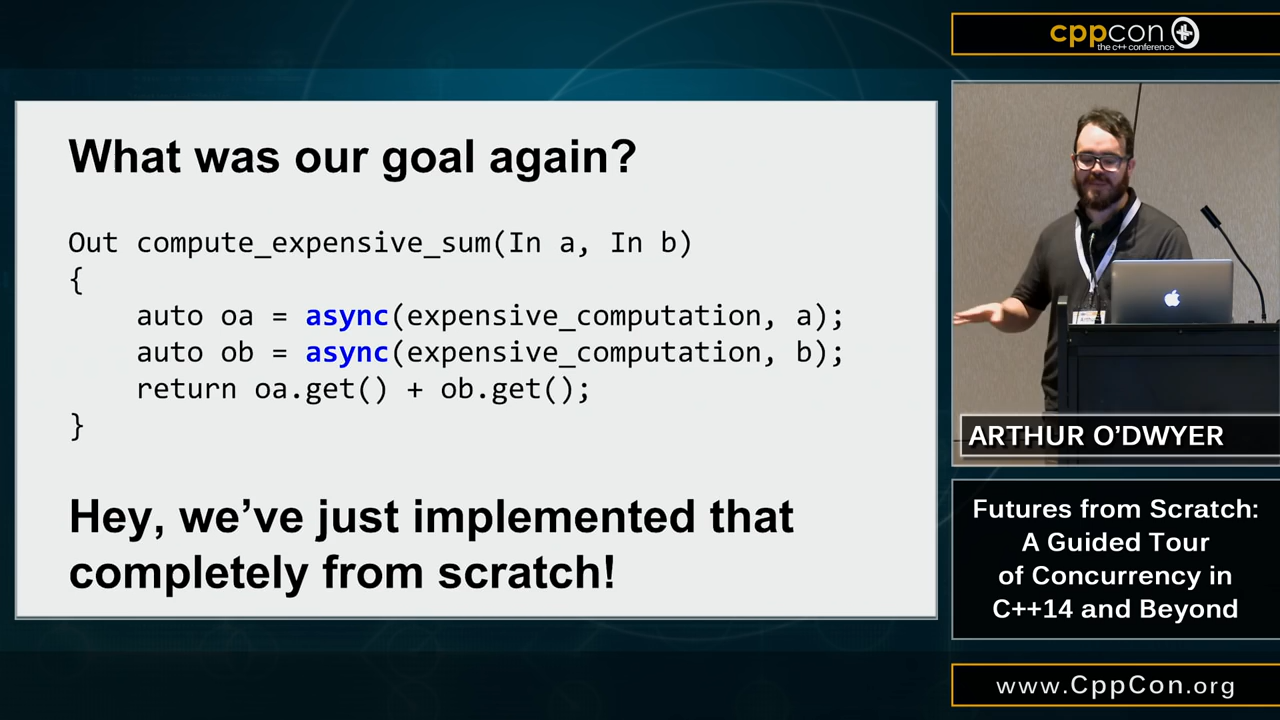 What was our goal again?
Out compute_expensive_sum(In a, In b)
{
    auto oa = async(expensive_computation, a);
    auto ob = async(expensive_computation, b);
    return oa.get() + ob.get();
}
Hey, we’ve just implemented that
completely from scratch!
cppcon
the c++ conference
ARTHUR O’DWYER
Futures from Scratch:
A Guided Tour
of Concurrency in
C++14 and Beyond
www.CppCon.org